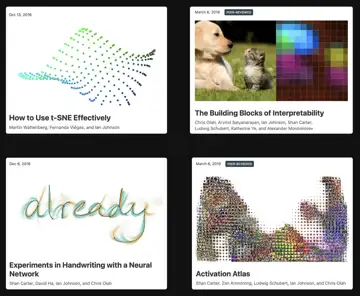 Oct 13, 2016
How to Use t-SNE Effectively
Martin Wattenberg, Fernanda Viégas, and Ian Johnson
March 6, 2018 PEER-REVIEWED
The Building Blocks of Interpretability
Chris Olah, Arvind Satyanarayan, Ian Johnson, Shan Carter,
Ludwig Schubert, Katherine Ye, and Alexander Mordvintsev
Dec 6, 2016
already
Experiments in Handwriting with a Neural
Network
Shan Carter, David Ha, Ian Johnson, and Chris Olah
March 6, 2019 PEER-REVIEWED
Activation Atlas
Shan Carter, Zan Armstrong, Ludwig Schubert, Ian Johnson, and Chris Olah